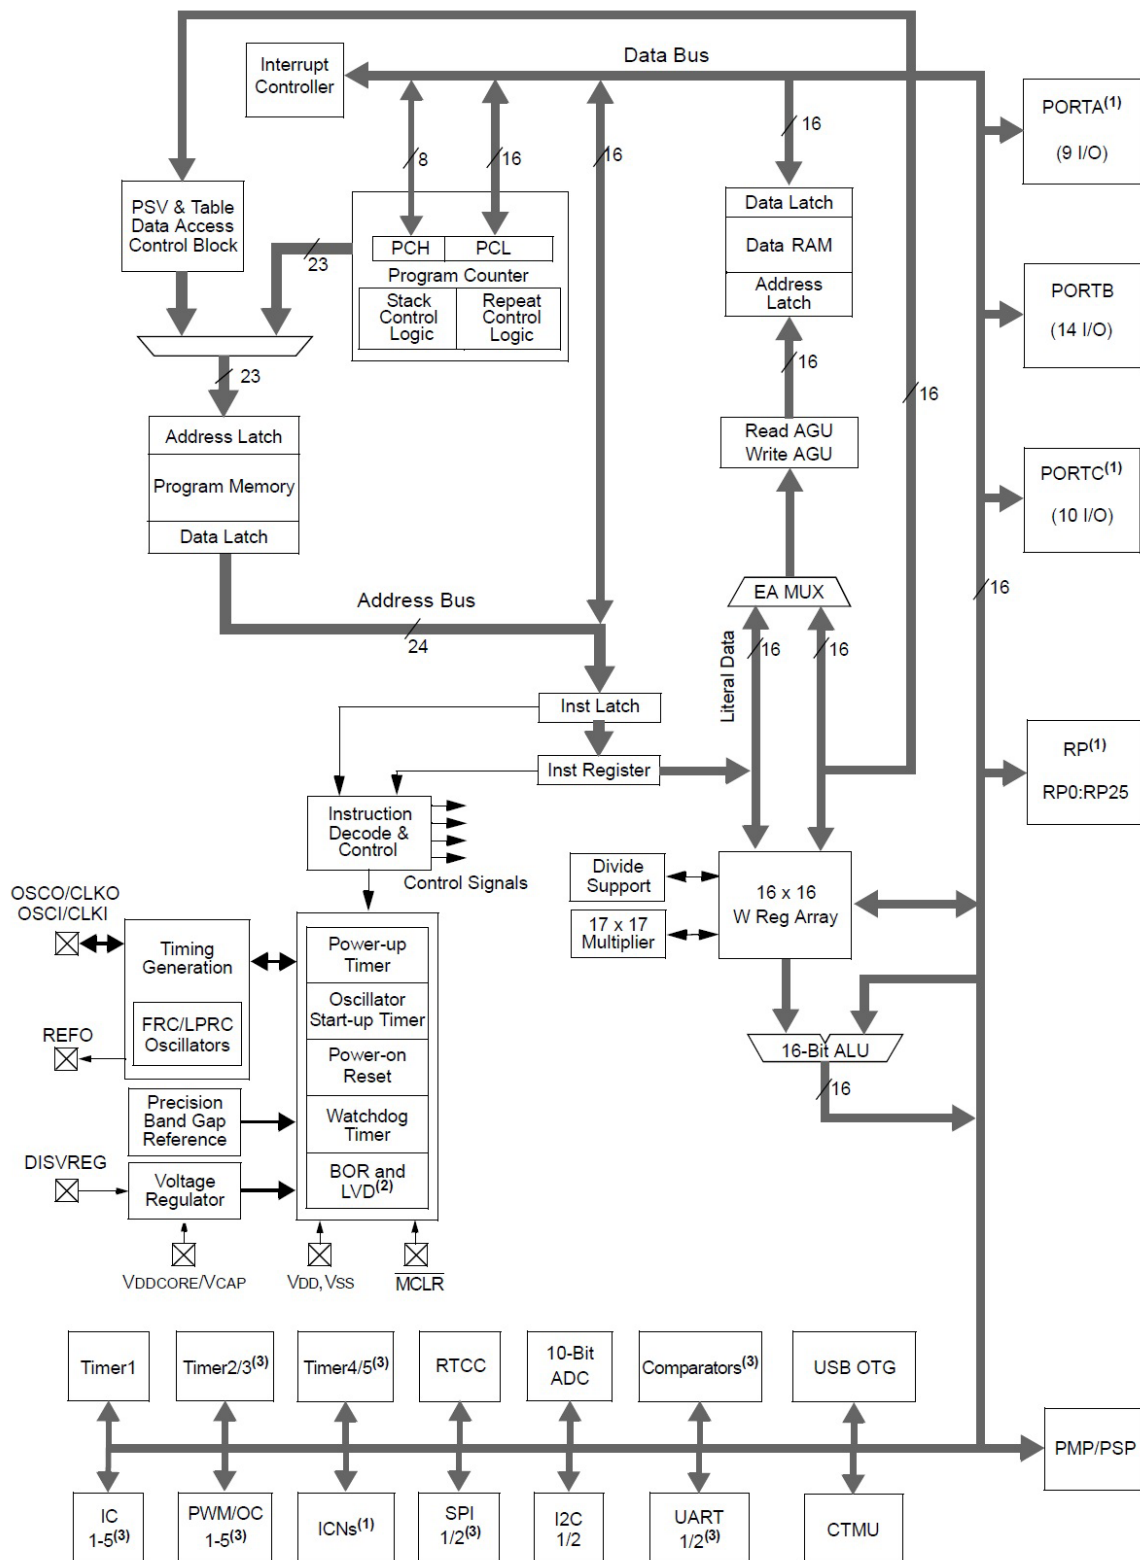 Data Bus
Interrupt
Controller
16
8
16
16
PORTA(1)
(9 I/O)
PSV & Table
Data Access
Control Block
Data Latch
Data RAM
Address
Latch
PCH
PCL
Program Counter
23
Stack
Control
Logic
Repeat
Control
Logic
PORTB
(14 I/O)
23
16
16
Address Latch
Program Memory
Data Latch
Read AGU
Write AGU
PORTC(1)
(10 I/O)
Address Bus
24
EA MUX
16
Literal Data
16
16
Inst Latch
Inst Register
RP(1)
RP0:RP25
Instruction
Decode &
Control
Control Signals
Divide
Support
17 x 17
Multiplier
16 x 16
W Reg Array
OSCO/CLKO
OSCI/CLKI
Timing
Generation
FRC/LPRC
Oscillators
REFO
Power-up
Timer
Oscillator
Start-up Timer
Power-on
Reset
Watchdog
Timer
BOR and
LVD(2)
16-Bit ALU
16
Precision
Band Gap
Reference
DISVREG
Voltage
Regulator
VDDCORE/VCAP
VDD, VSS
MCLR
Timer1
Timer2/3(3)
Timer4/5(3)
RTCC
10-Bit
ADC
Comparators(3)
USB OTG
PMP/PSP
IC
1-5(3)
PWM/OC
1-5(3)
ICNs(1)
SPI
1/2(3)
I2C
1/2
UART
1/2(3)
CTMU